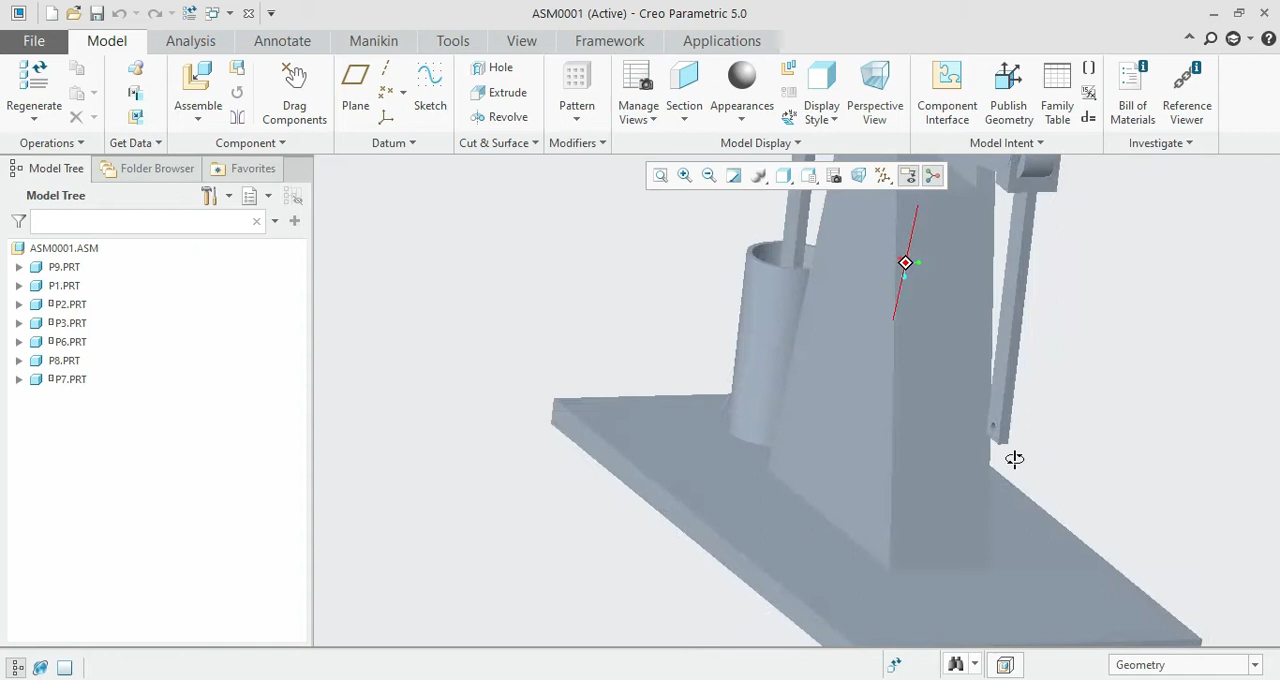 ASM0001 (Active) - Creo Parametric 5.0
File Model Analysis Annotate Manikin Tools View Framework Applications
Regenerate
Assemble
Drag Components
Plane
Sketch
Hole
Extrude
Revolve
Pattern
Manage Views
Section
Appearances
Display Style
Perspective View
Component Interface
Publish Geometry
Family Table
d=
Bill of Materials
Reference Viewer
Operations Get Data Component Datum Cut & Surface Modifiers Model Display Model Intent Investigate
Model Tree Folder Browser Favorites
Model Tree
ASM0001.ASM
P9.PRT
P1.PRT
P2.PRT
P3.PRT
P6.PRT
P8.PRT
P7.PRT
Geometry